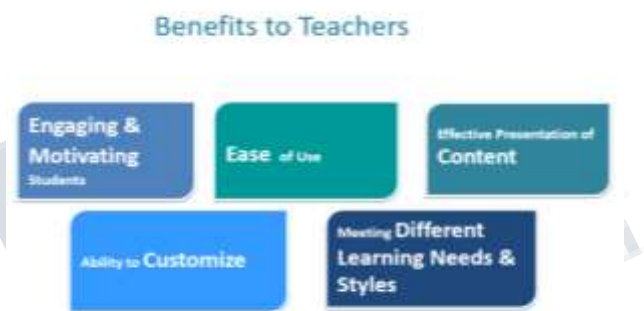 Benefits to Teachers
Engaging &
Motivating
Students
Ease of Use
Effective Presentation of
Content
Ability to Customize
Meeting Different
Learning Needs &
Styles